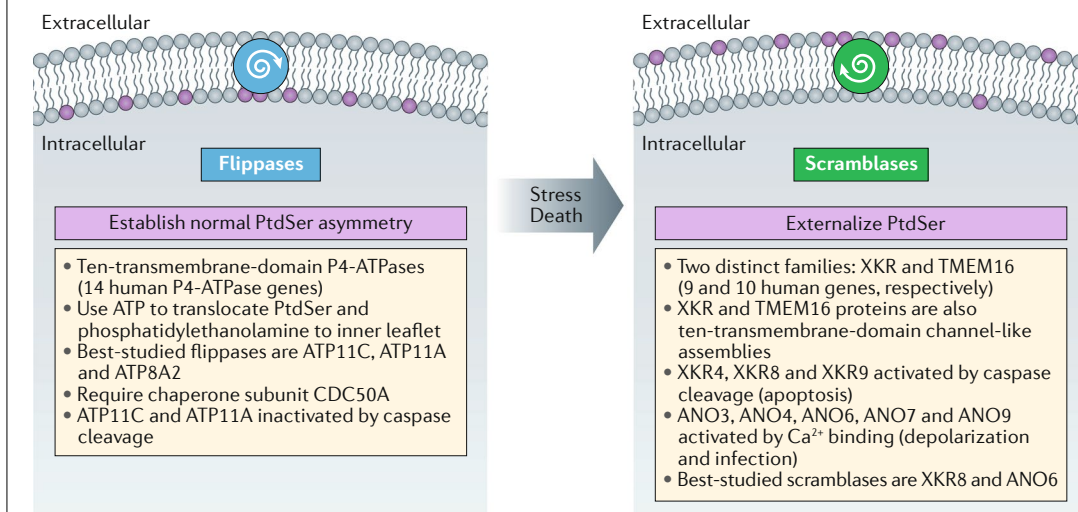 Extracellular
Intracellular
Flippases
Establish normal PtdSer asymmetry
• Ten-transmembrane-domain P4-ATPases
(14 human P4-ATPase genes)
• Use ATP to translocate PtdSer and
phosphatidylethanolamine to inner leaflet
• Best-studied flippases are ATP11C, ATP11A
and ATP8A2
• Require chaperone subunit CDC50A
• ATP11C and ATP11A inactivated by caspase
cleavage
Stress
Death
Extracellular
Intracellular
Scramblases
Externalize PtdSer
• Two distinct families: XKR and TMEM16
(9 and 10 human genes, respectively)
• XKR and TMEM16 proteins are also
ten-transmembrane-domain channel-like
assemblies
• XKR4, XKR8 and XKR9 activated by caspase
cleavage (apoptosis)
• ANO3, ANO4, ANO6, ANO7 and ANO9
activated by Ca²⁺ binding (depolarization
and infection)
• Best-studied scramblases are XKR8 and ANO6